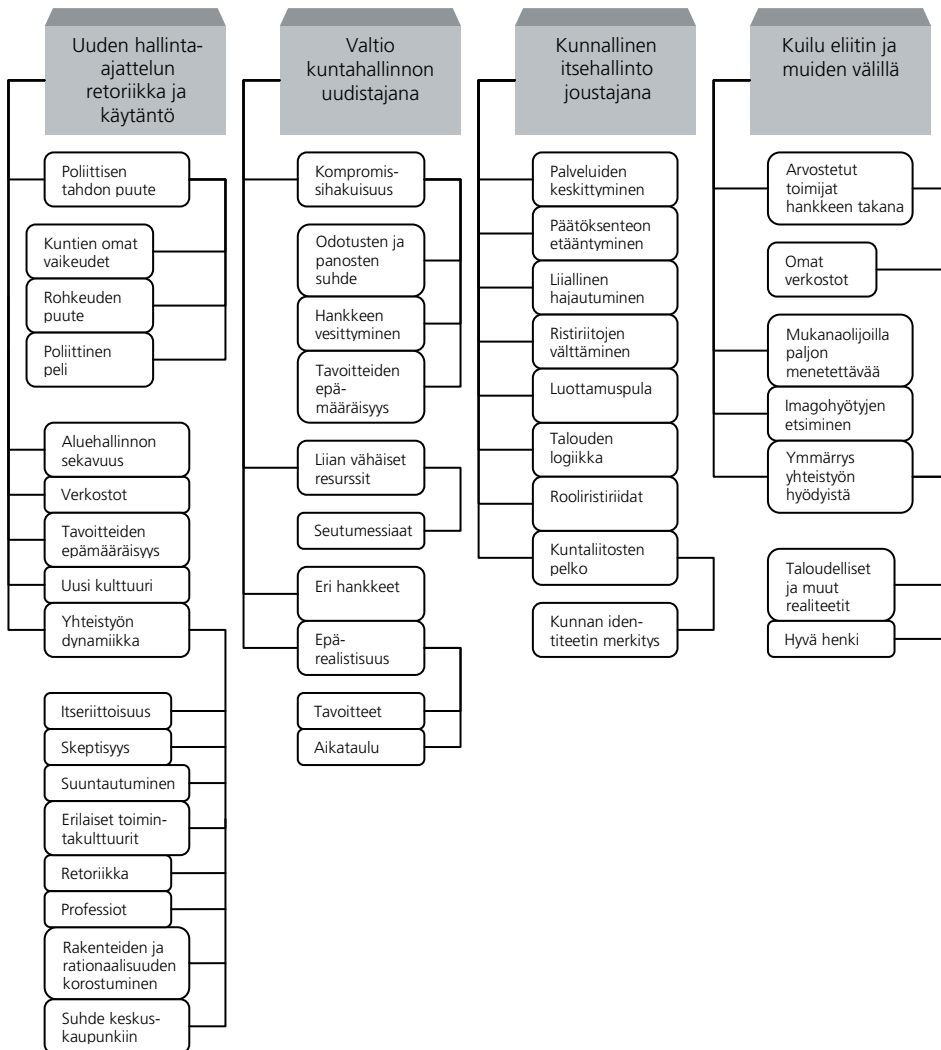 Uuden hallinta-
ajattelun
retoriikka ja
käytäntö
Poliittisen
tahdon puute
Kuntien omat
vaikeudet
Rohkeuden
puute
Poliittinen
peli
Aluehallinnon
sekavuus
Verkostot
Tavoitteiden
epämääräisyys
Uusi kulttuuri
Yhteistyön
dynamiikka
Itseriittoisuus
Skeptisyys
Suuntautuminen
Erilaiset toimin-
takulttuurit
Retoriikka
Professiot
Rakenteiden ja
rationaalisuuden
korostuminen
Suhde keskus-
kaupunkiin
Valtio
kuntahallinnon
uudistajana
Kompromis-
sihakuisuus
Odotusten ja
panosten
suhde
Hankkeen
vesittyminen
Tavoitteiden
epä-
määräisyys
Liian vähäiset
resurssit
Seutumessiaat
Eri hankkeet
Epä-
realistisuus
Tavoitteet
Aikataulu
Kunnallinen
itsehallinto
joustajana
Palveluiden
keskittyminen
Päätöksenteon
etääntyminen
Liiallinen
hajautuminen
Ristiriitojen
välttäminen
Luottamuspula
Talouden
logiikka
Rooliristiriidat
Kuntaliitosten
pelko
Kunnan iden-
titeetin merkitys
Kuilu eliitin ja
muiden välillä
Arvostetut
toimijat
hankkeen takana
Omat
verkostot
Mukanaolijoilla
paljon
menetettävää
Imagohyötyjen
etsiminen
Ymmärrys
yhteistyön
hyödyistä
Taloudelliset
ja muut
realiteetit
Hyvä henki